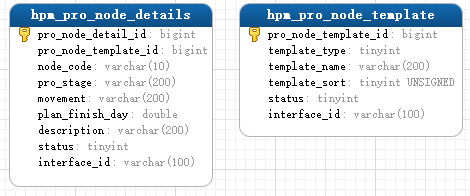 hpm_pro_node_details
pro_node_detail_id: bigint
pro_node_template_id: bigint
node_code: varchar(10)
pro_stage: varchar(200)
movement: varchar(200)
plan_finish_day: double
description: varchar(200)
status: tinyint
interface_id: varchar(100)
hpm_pro_node_template
pro_node_template_id: bigint
template_type: tinyint
template_name: varchar(200)
template_sort: tinyint UNSIGNED
status: tinyint
interface_id: varchar(100)